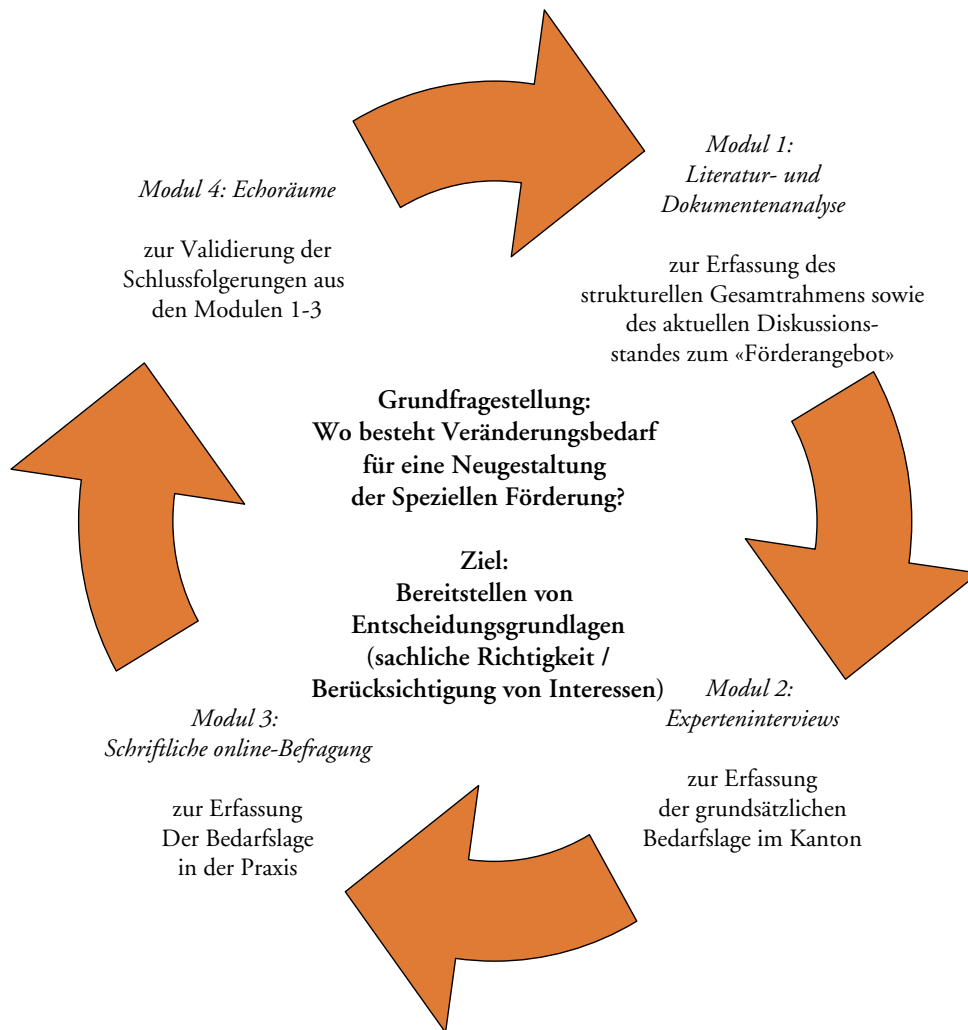 Modul 1:
Literatur- und
Dokumentenanalyse
zur Erfassung des
strukturellen Gesamtrahmens sowie
des aktuellen Diskussions-
standes zum «Förderangebot»
Modul 4: Echoräume
zur Validierung der
Schlussfolgerungen aus
den Modulen 1-3
Grundfragestellung:
Wo besteht Veränderungsbedarf
für eine Neugestaltung
der Speziellen Förderung?
Ziel:
Bereitstellen von
Entscheidungsgrundlagen
(sachliche Richtigkeit /
Berücksichtigung von Interessen)
Modul 2:
Experteninterviews
zur Erfassung
der grundsätzlichen
Bedarfslage im Kanton
Modul 3:
Schriftliche online-Befragung
zur Erfassung
Der Bedarfslage
in der Praxis